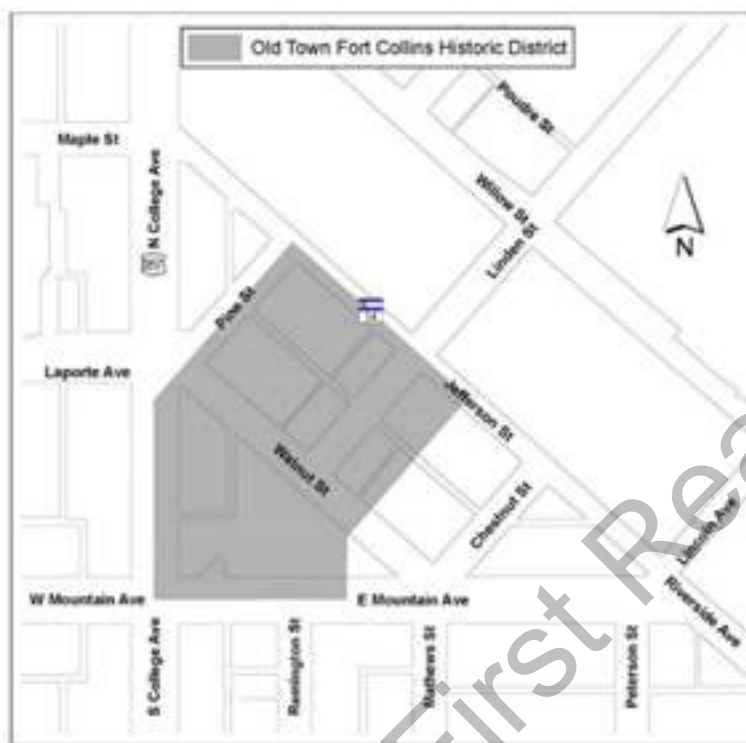 Old Town Fort Collins Historic District
Poudre St
Maple St
N College Ave
Willow St
Linden St
N
Pine St
Laporte Ave
Jefferson St
Walnut St
Chestnut St
Lincoln Ave
Riverside Ave
W Mountain Ave
E Mountain Ave
S College Ave
Remington St
Mathews St
Peterson St
First Rea